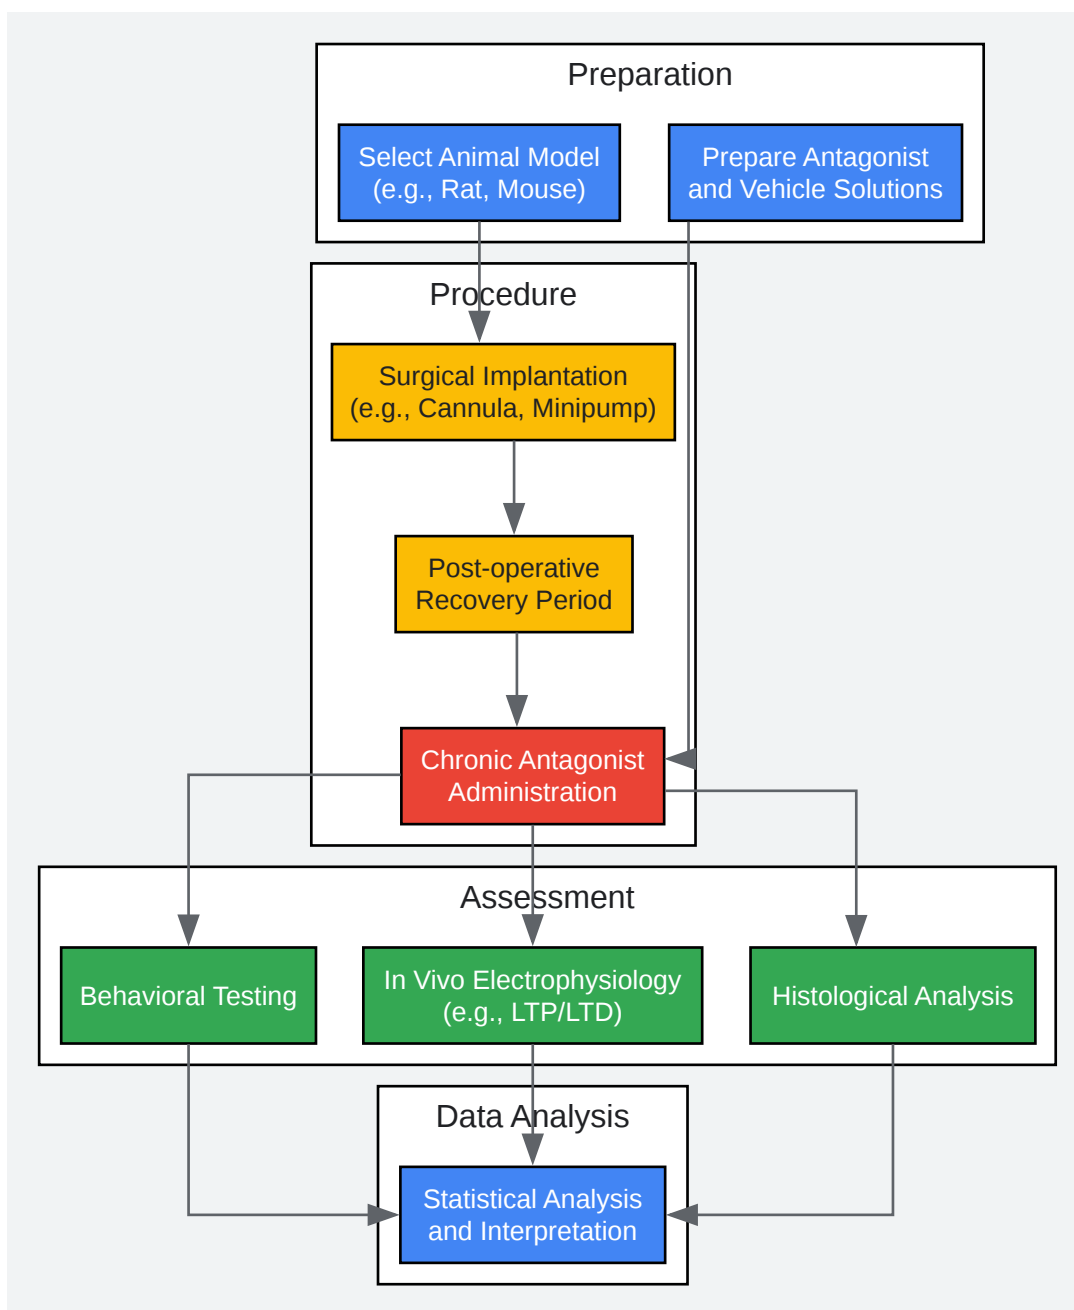 Preparation
Select Animal Model
(e.g., Rat, Mouse)
Prepare Antagonist
and Vehicle Solutions
Procedure
Surgical Implantation
(e.g., Cannula, Minipump)
Post-operative
Recovery Period
Chronic Antagonist
Administration
Assessment
Behavioral Testing
In Vivo Electrophysiology
(e.g., LTP/LTD)
Histological Analysis
Data Analysis
Statistical Analysis
and Interpretation